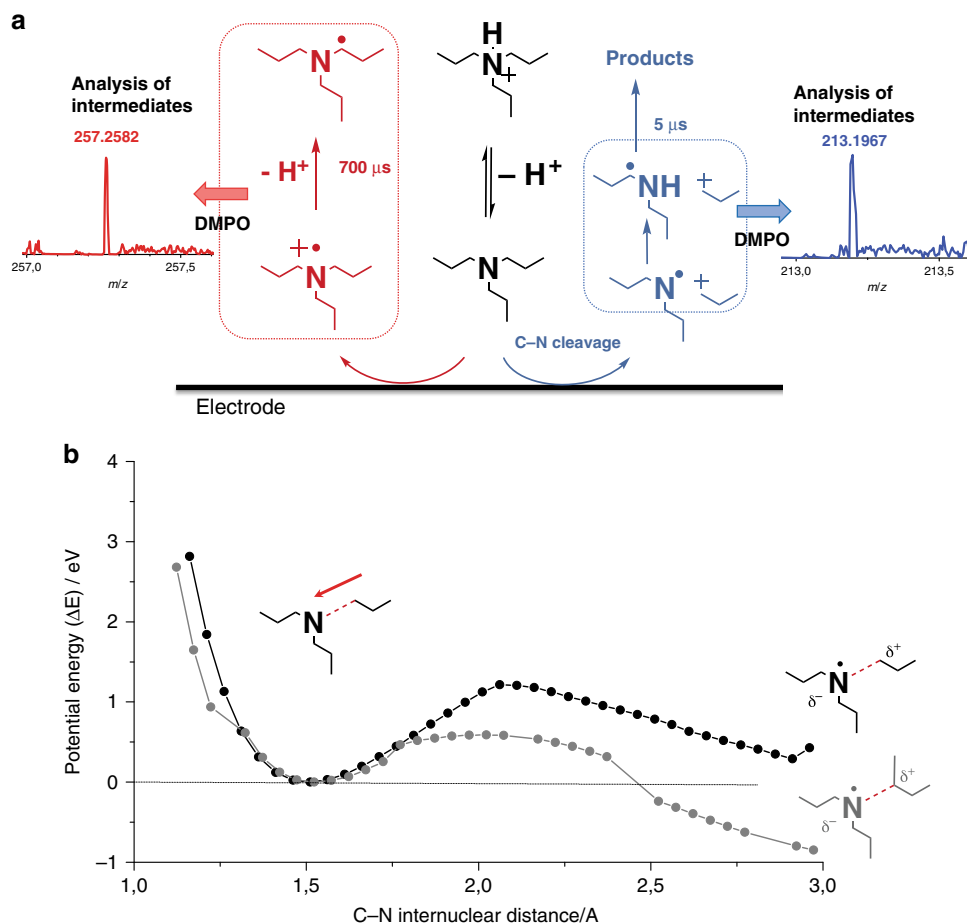 a
Analysis of
intermediates
257.2582
257,0
257,5
m/z
DMPO
- H⁺
700 μs
N
•
+•
N
H
N
+
– H⁺
N
Products
5 μs
•
NH
+
N•
+
C–N cleavage
DMPO
Analysis of
intermediates
213.1967
213,0
213,5
m/z
Electrode
b
Potential energy (ΔE) / eV
4
3
2
1
0
–1
1,0
1,5
2,0
2,5
3,0
C–N internuclear distance/A
N
•
N
δ⁻
δ⁺
•
N
δ⁻
δ⁺